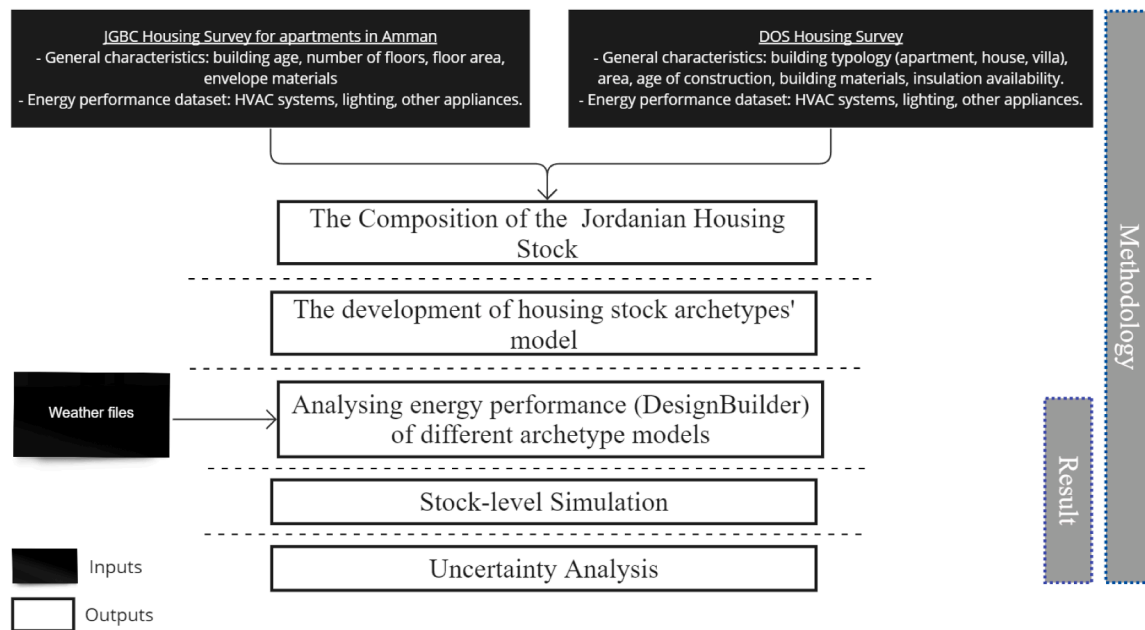 JGBC Housing Survey for apartments in Amman
- General characteristics: building age, number of floors, floor area,
envelope materials
- Energy performance dataset: HVAC systems, lighting, other appliances.
DOS Housing Survey
- General characteristics: building typology (apartment, house, villa),
area, age of construction, building materials, insulation availability.
- Energy performance dataset: HVAC systems, lighting, other appliances.
The Composition of the Jordanian Housing
Stock
The development of housing stock archetypes'
model
Weather files
Analysing energy performance (DesignBuilder)
of different archetype models
Stock-level Simulation
Uncertainty Analysis
Methodology
Result
Inputs
Outputs